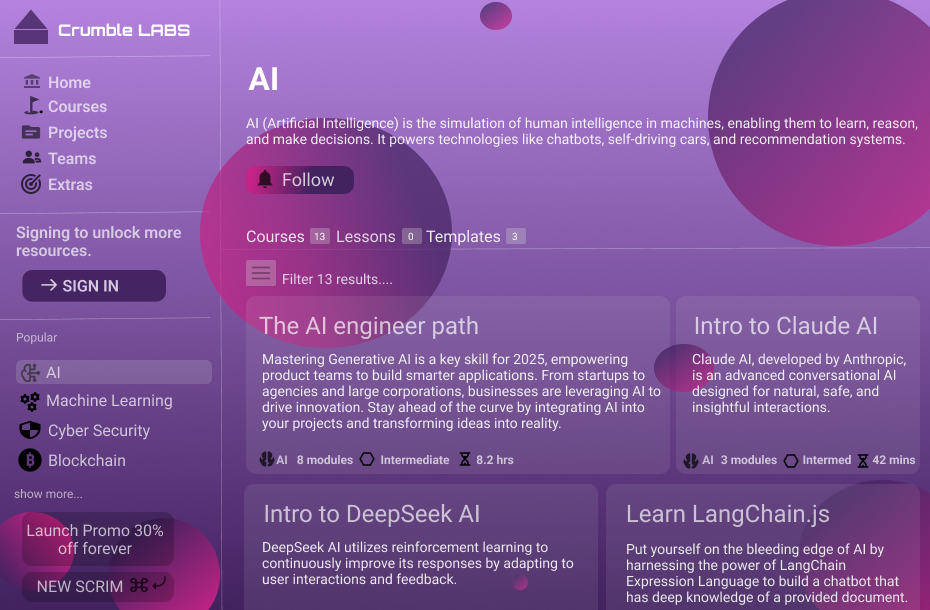 Crumble LABS
Home
Courses
Projects
Teams
Extras
Signing to unlock more
resources.
SIGN IN
Popular
AI
Machine Learning
Cyber Security
Blockchain
show more...
Launch Promo 30%
off forever
NEW SCRIM
AI
AI (Artificial Intelligence) is the simulation of human intelligence in machines, enabling them to learn, reason,
and make decisions. It powers technologies like chatbots, self-driving cars, and recommendation systems.
Follow
Courses 13 Lessons 0 Templates 3
Filter 13 results....
The AI engineer path
Mastering Generative AI is a key skill for 2025, empowering
product teams to build smarter applications. From startups to
agencies and large corporations, businesses are leveraging AI to
drive innovation. Stay ahead of the curve by integrating AI into
your projects and transforming ideas into reality.
AI 8 modules Intermediate 8.2 hrs
Intro to Claude AI
Claude AI, developed by Anthropic,
is an advanced conversational AI
designed for natural, safe, and
insightful interactions.
AI 3 modules Intermed 42 mins
Intro to DeepSeek AI
DeepSeek AI utilizes reinforcement learning to
continuously improve its responses by adapting to
user interactions and feedback.
Learn LangChain.js
Put yourself on the bleeding edge of AI by
harnessing the power of LangChain
Expression Language to build a chatbot that
has deep knowledge of a provided document.